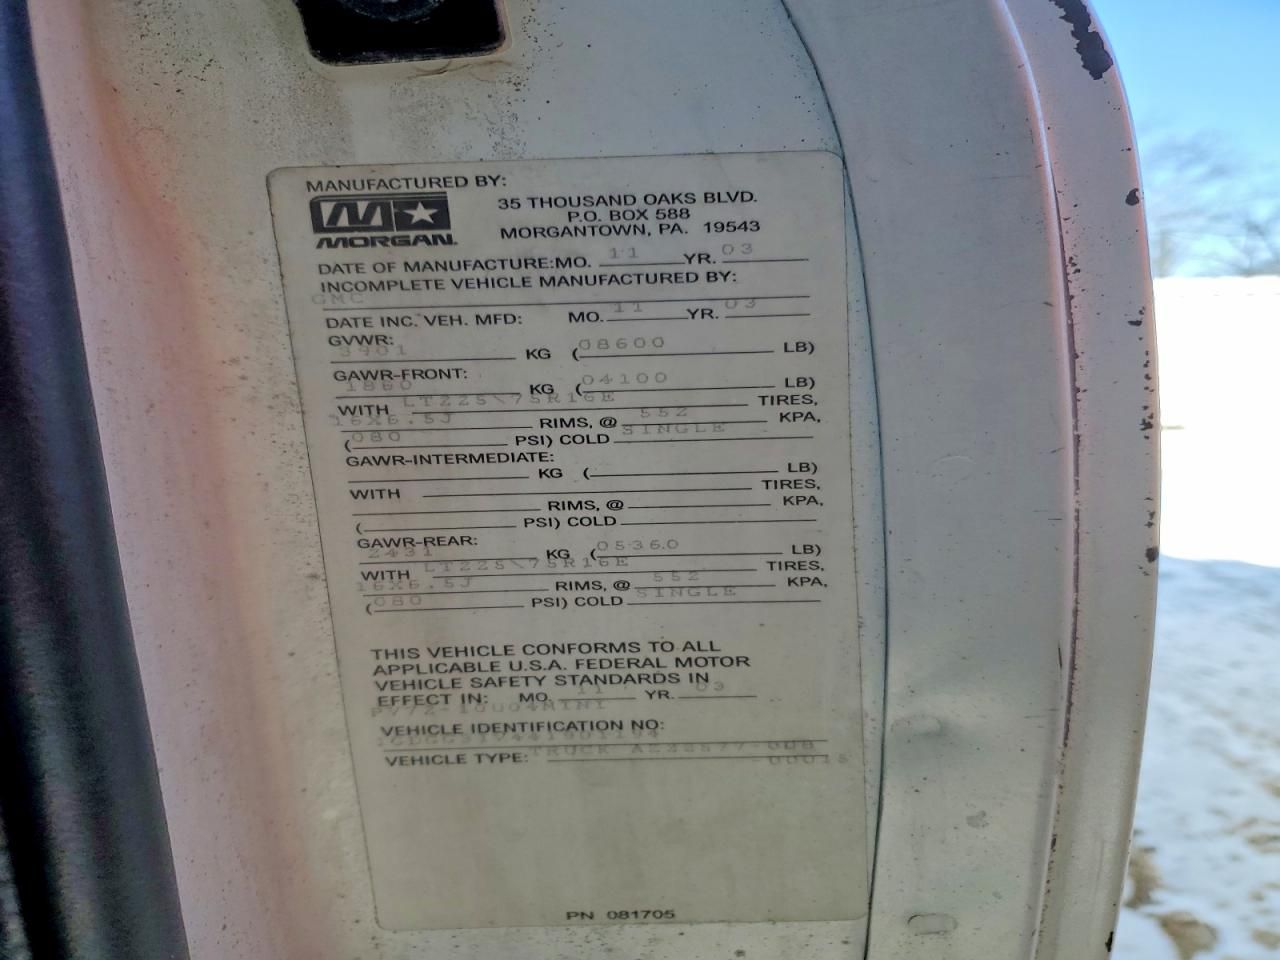 MANUFACTURED BY:
MORGAN.
35 THOUSAND OAKS BLVD.
P.O. BOX 588
MORGANTOWN, PA. 19543
DATE OF MANUFACTURE: MO. 11 YR. 03
INCOMPLETE VEHICLE MANUFACTURED BY:
GMC
DATE INC. VEH. MFD: MO. 11 YR. 03
GVWR:
3901 KG (08600 LB)
GAWR-FRONT:
1860 KG (04100 LB)
WITH LT225\75R16E TIRES,
16X6.5J RIMS, @ 552 KPA,
(080 PSI) COLD SINGLE
GAWR-INTERMEDIATE:
KG ( LB)
WITH TIRES,
RIMS, @ KPA,
( PSI) COLD
GAWR-REAR:
2431 KG (05360 LB)
WITH LT225\75R16E TIRES,
16X6.5J RIMS, @ 552 KPA,
(080 PSI) COLD SINGLE
THIS VEHICLE CONFORMS TO ALL
APPLICABLE U.S.A. FEDERAL MOTOR
VEHICLE SAFETY STANDARDS IN
EFFECT IN: MO. 11 YR. 03
VEHICLE IDENTIFICATION NO:
VEHICLE TYPE: TRUCK
00015
PN 081705